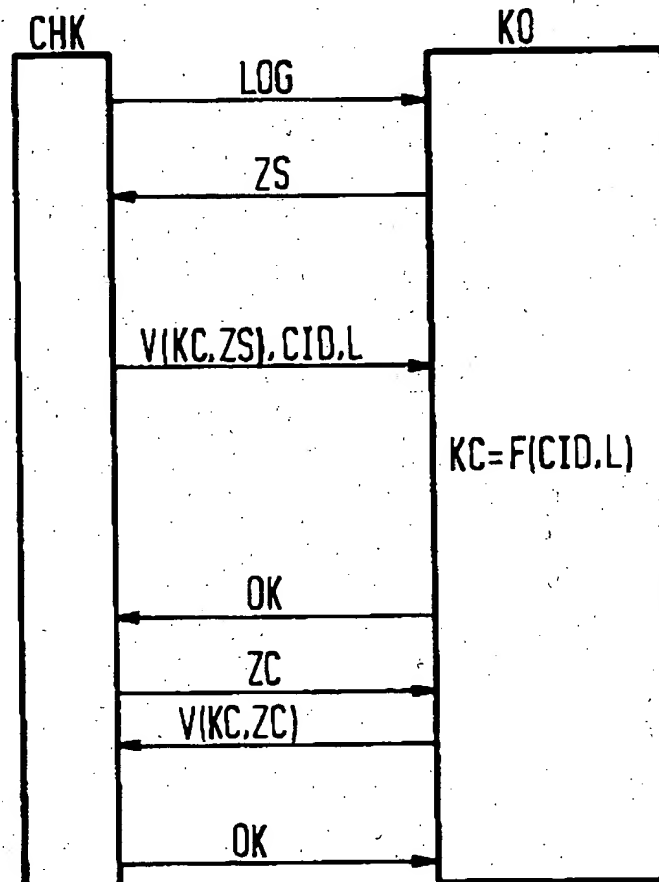 CHK
KO
LOG
ZS
V(KC,ZS),CID,L
KC=F(CID,L)
OK
ZC
V(KC,ZC)
OK